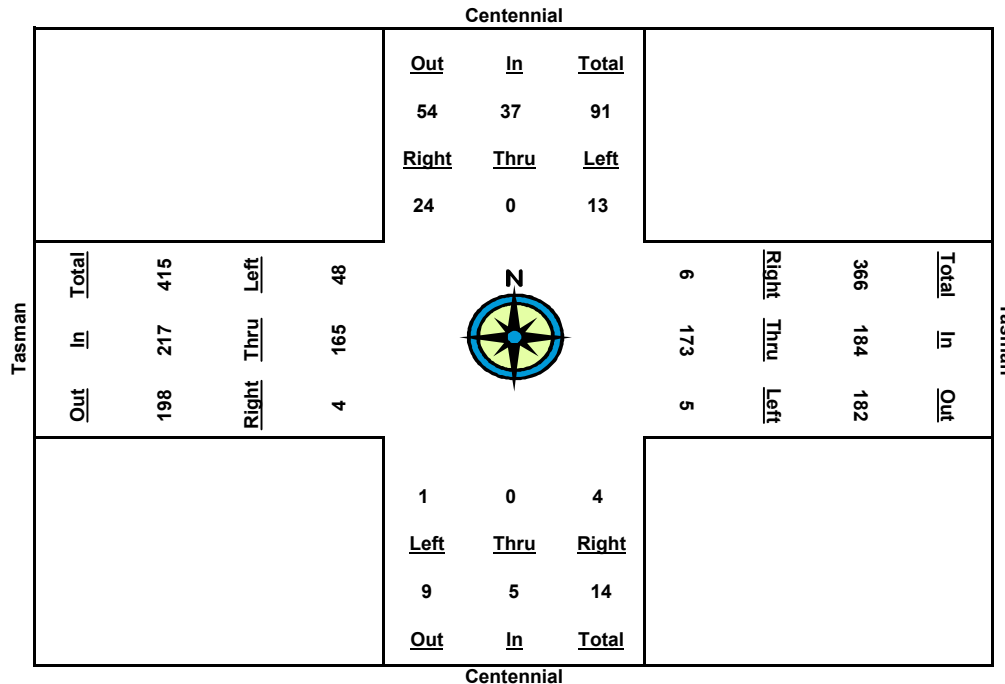 Centennial
Out In Total
54 37 91
Right Thru Left
24 0 13
Tasman
Total 415 Left 48
In 217 Thru 165
Out 198 Right 4
N
6 Right 366 Total
173 Thru 184 In
5 Left 182 Out
Tasman
1 0 4
Left Thru Right
9 5 14
Out In Total
Centennial